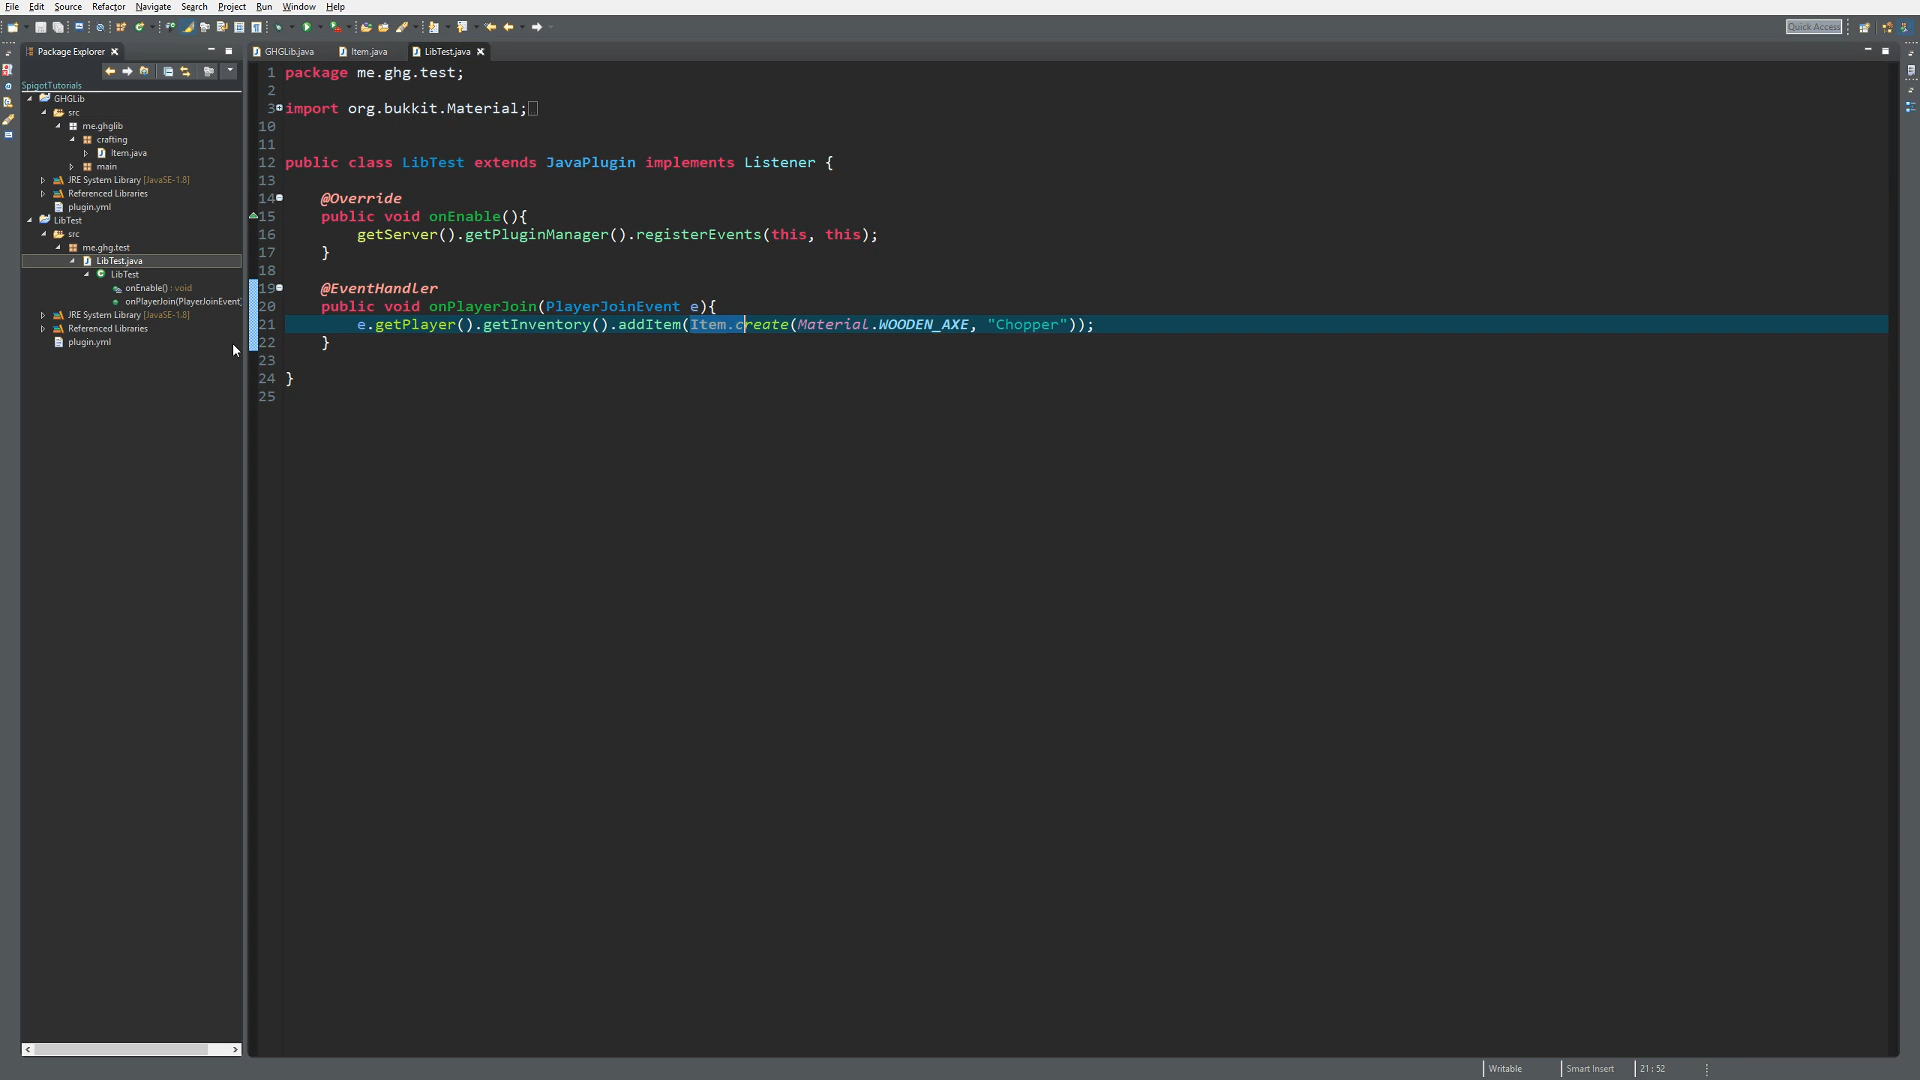 File Edit Source Refactor Navigate Search Project Run Window Help
Quick Access
Package Explorer
GHGLib.java Item.java LibTest.java
SpigotTutorials
GHGLib
src
me.ghglib
crafting
Item.java
main
JRE System Library [JavaSE-1.8]
Referenced Libraries
plugin.yml
LibTest
src
me.ghg.test
LibTest.java
LibTest
onEnable() : void
onPlayerJoin(PlayerJoinEvent)
JRE System Library [JavaSE-1.8]
Referenced Libraries
plugin.yml
1 package me.ghg.test;
2
3 import org.bukkit.Material;
10
11
12 public class LibTest extends JavaPlugin implements Listener {
13
14 @Override
15 public void onEnable(){
16 getServer().getPluginManager().registerEvents(this, this);
17 }
18
19 @EventHandler
20 public void onPlayerJoin(PlayerJoinEvent e){
21 e.getPlayer().getInventory().addItem(Item.create(Material.WOODEN_AXE, "Chopper"));
22 }
23
24 }
25
Writable Smart Insert 21 : 52